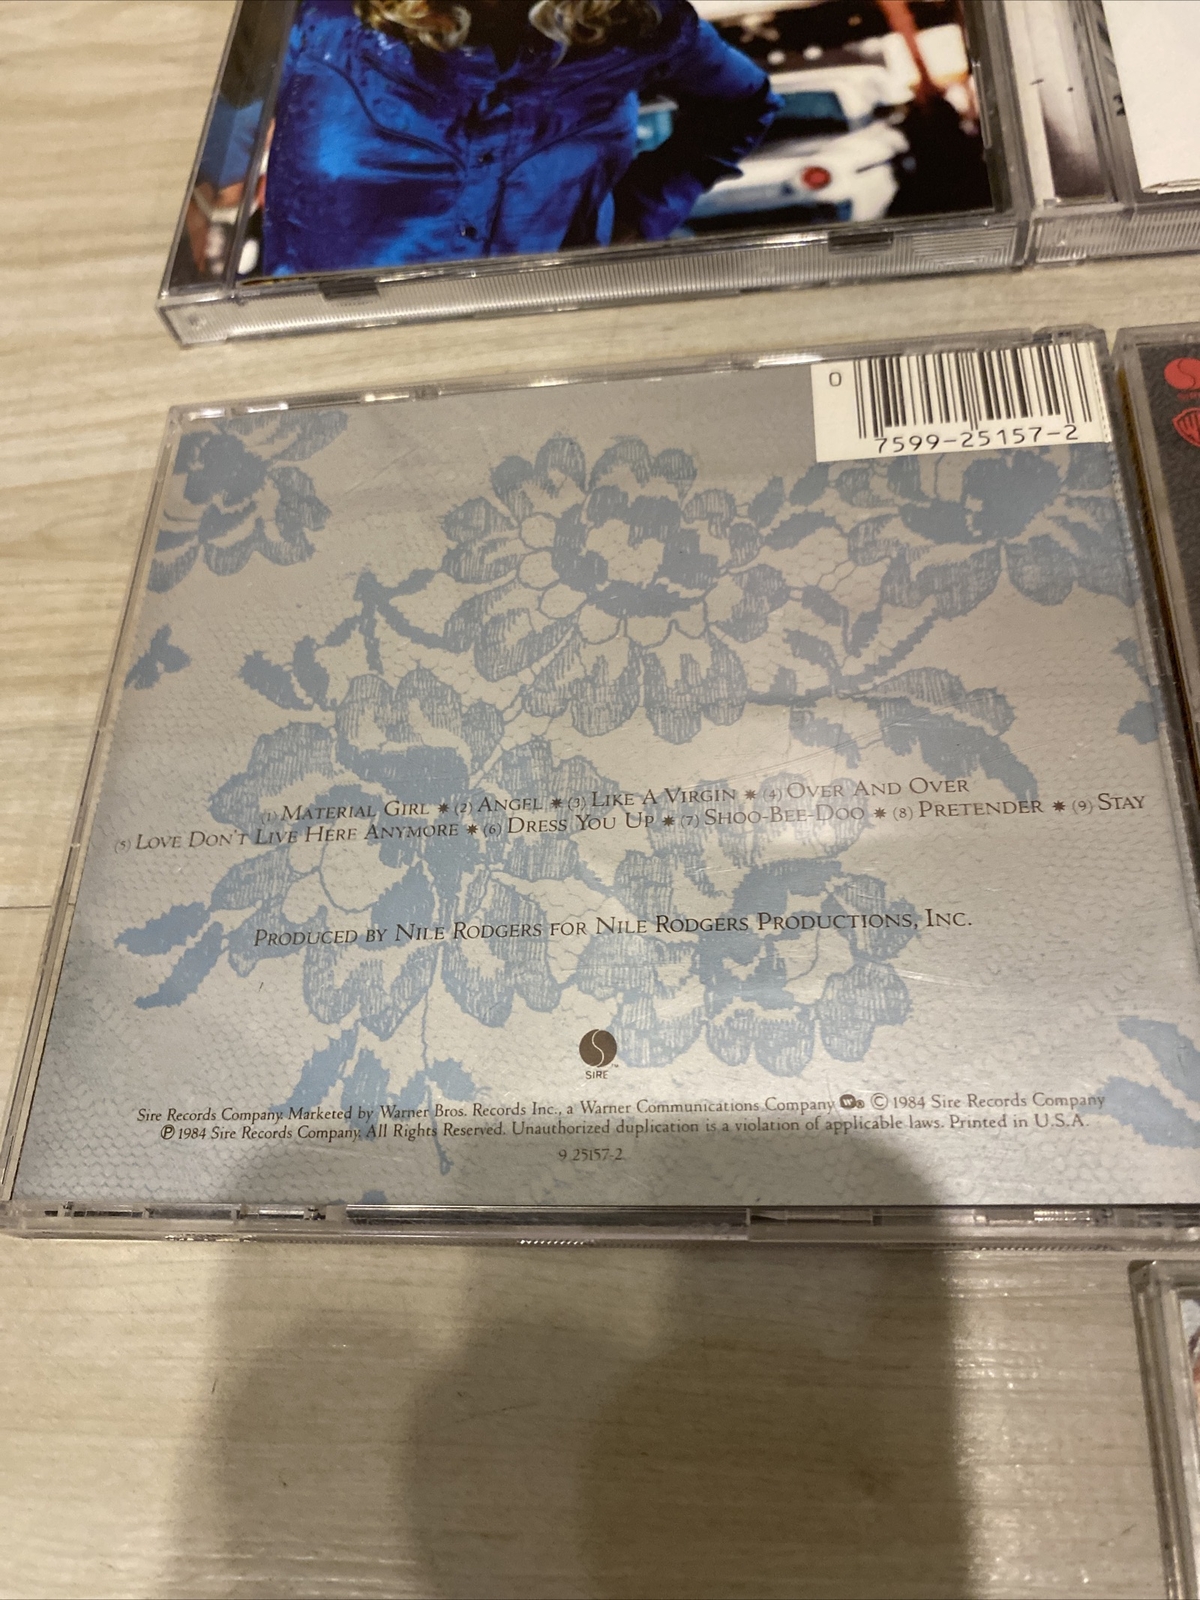 0
7599-25157-2
(1) MATERIAL GIRL ✷ (2) ANGEL ✷ (3) LIKE A VIRGIN ✷ (4) OVER AND OVER
(5) LOVE DON'T LIVE HERE ANYMORE ✷ (6) DRESS YOU UP ✷ (7) SHOO-BEE-DOO ✷ (8) PRETENDER ✷ (9) STAY
PRODUCED BY NILE RODGERS FOR NILE RODGERS PRODUCTIONS, INC.
SIRE™
Sire Records Company. Marketed by Warner Bros. Records Inc., a Warner Communications Company ⓦ® © 1984 Sire Records Company
℗ 1984 Sire Records Company. All Rights Reserved. Unauthorized duplication is a violation of applicable laws. Printed in U.S.A.
9 25157-2